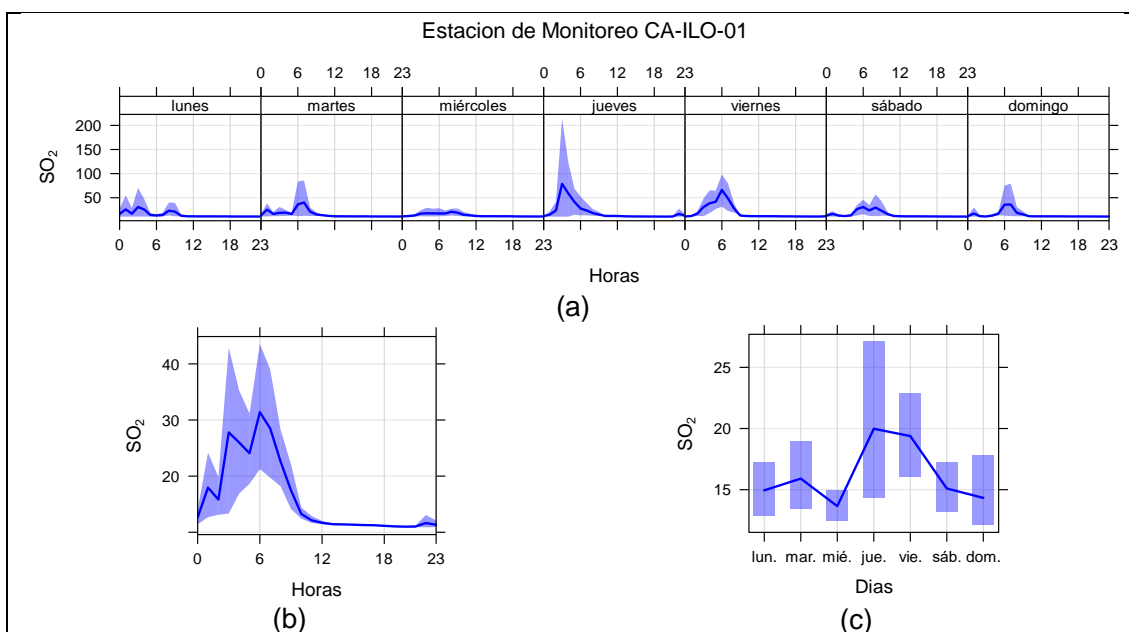 Estacion de Monitoreo CA-ILO-01
0 6 12 18 23 0 6 12 18 23 0 6 12 18 23
lunes martes miércoles jueves viernes sábado domingo
SO2
200
150
100
50
0 6 12 18 23 0 6 12 18 23 0 6 12 18 23 0 6 12 18 23
Horas
(a)
SO2
40
30
20
0 6 12 18 23
Horas
(b)
SO2
25
20
15
lun. mar. mié. jue. vie. sáb. dom.
Dias
(c)